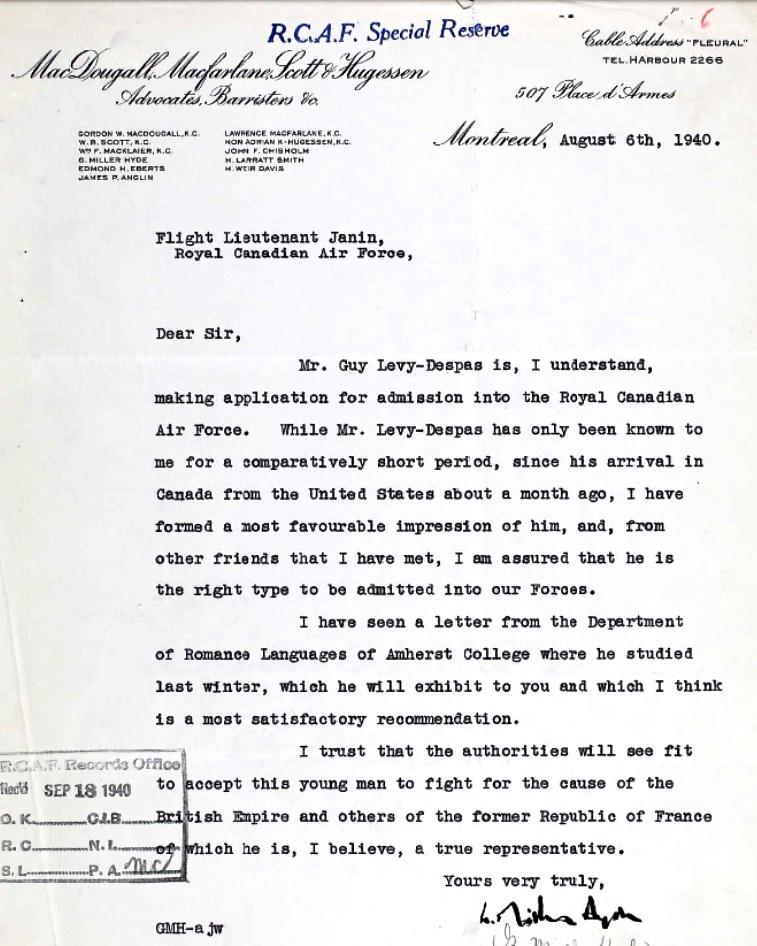 R.C.A.F. Special Reserve
Cable Address "FLEURAL"
TEL. HARBOUR 2266
MacDougall, Macfarlane, Scott & Hugessen
Advocates, Barristers &c.
507 Place d'Armes
GORDON W. MACDOUGALL, K.C.
W. B. SCOTT, K.C.
WM F. MACKLAIER, K.C.
G. MILLER HYDE
EDMOND H. EBERTS
JAMES P. ANGLIN
LAWRENCE MACFARLANE, K.C.
HON ADRIAN K-HUGESSEN, K.C.
JOHN F. CHISHOLM
H. LARRATT SMITH
H. WEIR DAVIS
Montreal, August 6th, 1940.
Flight Lieutenant Janin,
Royal Canadian Air Force,
Dear Sir,
Mr. Guy Levy-Despas is, I understand,
making application for admission into the Royal Canadian
Air Force. While Mr. Levy-Despas has only been known to
me for a comparatively short period, since his arrival in
Canada from the United States about a month ago, I have
formed a most favourable impression of him, and, from
other friends that I have met, I am assured that he is
the right type to be admitted into our Forces.
I have seen a letter from the Department
of Romance Languages of Amherst College where he studied
last winter, which he will exhibit to you and which I think
is a most satisfactory recommendation.
I trust that the authorities will see fit
to accept this young man to fight for the cause of the
British Empire and others of the former Republic of France
of which he is, I believe, a true representative.
Yours very truly,
R.C.A.F. Records Office
Rec'd SEP 18 1940
O. K. C.I.B.
R. C. N. I.
S. L. P. A.
GMH-ajw